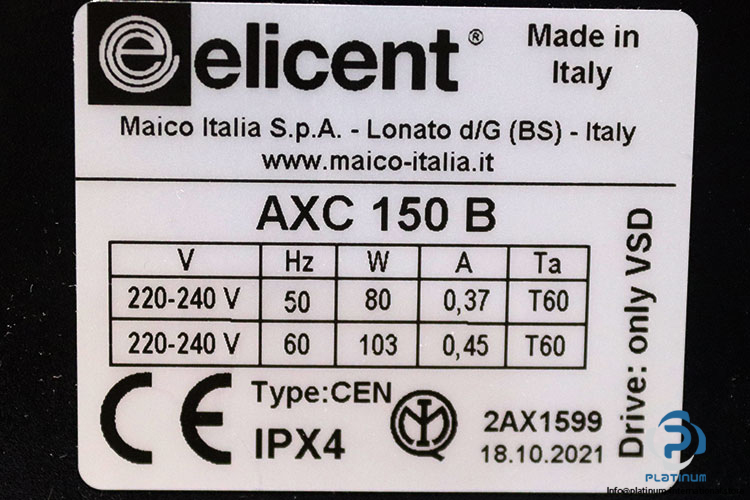 elicent®
Made in
Italy
Maico Italia S.p.A. - Lonato d/G (BS) - Italy
www.maico-italia.it
AXC 150 B
V Hz W A Ta
220-240 V 50 80 0,37 T60
220-240 V 60 103 0,45 T60
Drive: only VSD
CE
Type:CEN
IPX4
IMQ
2AX1599
18.10.2021
PLATINUM